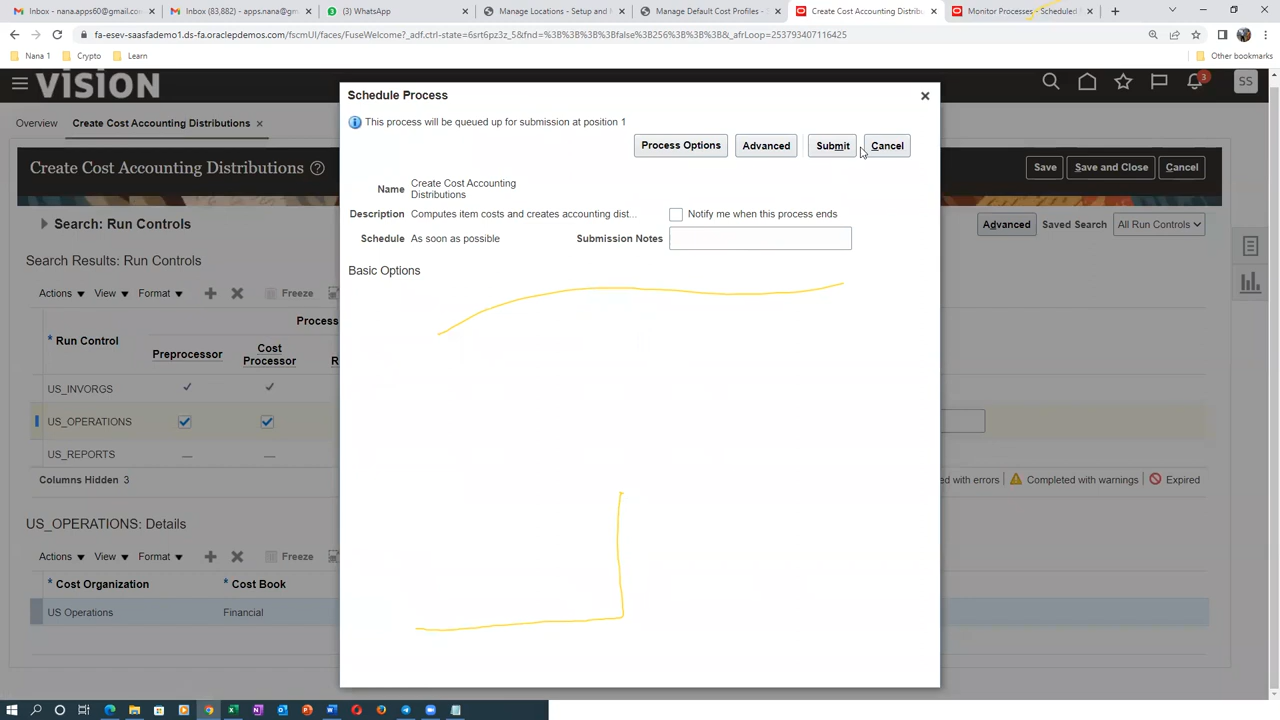 Inbox - nana.apps60@gmail.com
Inbox (83,882) - apps.na@gm
(3) WhatsApp
Manage Locations - Setup and M
Manage Default Cost Profiles - S
Create Cost Accounting Distribu
Monitor Processes - Scheduled
fa-esev-saasfademo1.ds-fa.oraclepdemos.com/fscmUI/faces/FuseWelcome?_adf.ctrl-state=6srt6pz3z_5&fnd=%3B%3B%3B%3Bfalse%3B256%3B%3B%3B&_afrLoop=253793407116425
Nana 1
Crypto
Learn
Other bookmarks
VISION
3
SS
Overview
Create Cost Accounting Distributions
Create Cost Accounting Distributions
Save
Save and Close
Cancel
Search: Run Controls
Advanced
Saved Search
All Run Controls
Search Results: Run Controls
Actions
View
Format
Freeze
Process
* Run Control
Preprocessor
Cost Processor
R
US_INVORGS
US_OPERATIONS
US_REPORTS
Columns Hidden 3
ed with errors
Completed with warnings
Expired
US_OPERATIONS: Details
Actions
View
Format
Freeze
* Cost Organization
* Cost Book
US Operations
Financial
Schedule Process
This process will be queued up for submission at position 1
Process Options
Advanced
Submit
Cancel
Name
Create Cost Accounting
Distributions
Description
Computes item costs and creates accounting dist...
Notify me when this process ends
Schedule
As soon as possible
Submission Notes
Basic Options